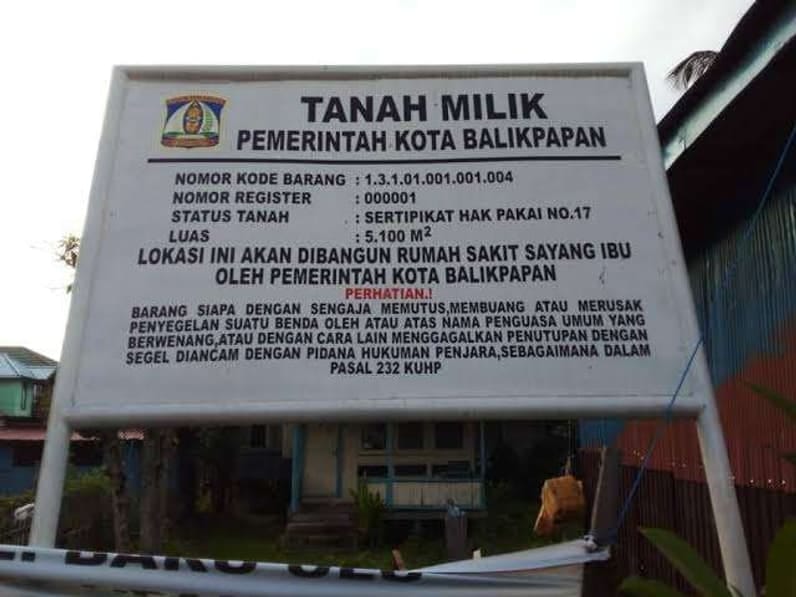 TANAH MILIK
PEMERINTAH KOTA BALIKPAPAN
NOMOR KODE BARANG : 1.3.1.01.001.001.004
NOMOR REGISTER : 000001
STATUS TANAH : SERTIPIKAT HAK PAKAI NO.17
LUAS : 5.100 M²
LOKASI INI AKAN DIBANGUN RUMAH SAKIT SAYANG IBU
OLEH PEMERINTAH KOTA BALIKPAPAN
PERHATIAN.!
BARANG SIAPA DENGAN SENGAJA MEMUTUS,MEMBUANG ATAU MERUSAK
PENYEGELAN SUATU BENDA OLEH ATAU ATAS NAMA PENGUASA UMUM YANG
BERWENANG,ATAU DENGAN CARA LAIN MENGGAGALKAN PENUTUPAN DENGAN
SEGEL DIANCAM DENGAN PIDANA HUKUMAN PENJARA,SEBAGAIMANA DALAM
PASAL 232 KUHP